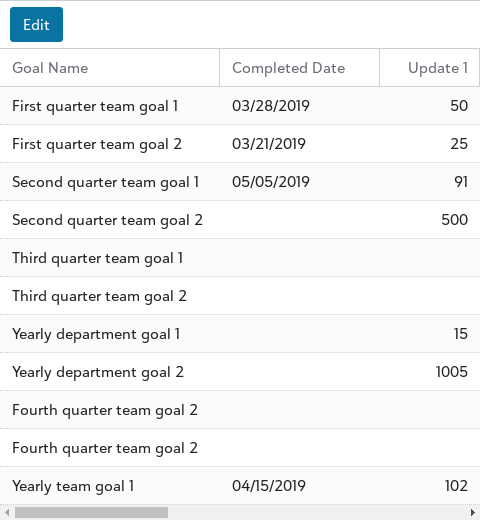 Edit
Goal Name Completed Date Update 1
First quarter team goal 1 03/28/2019 50
First quarter team goal 2 03/21/2019 25
Second quarter team goal 1 05/05/2019 91
Second quarter team goal 2 500
Third quarter team goal 1
Third quarter team goal 2
Yearly department goal 1 15
Yearly department goal 2 1005
Fourth quarter team goal 2
Fourth quarter team goal 2
Yearly team goal 1 04/15/2019 102